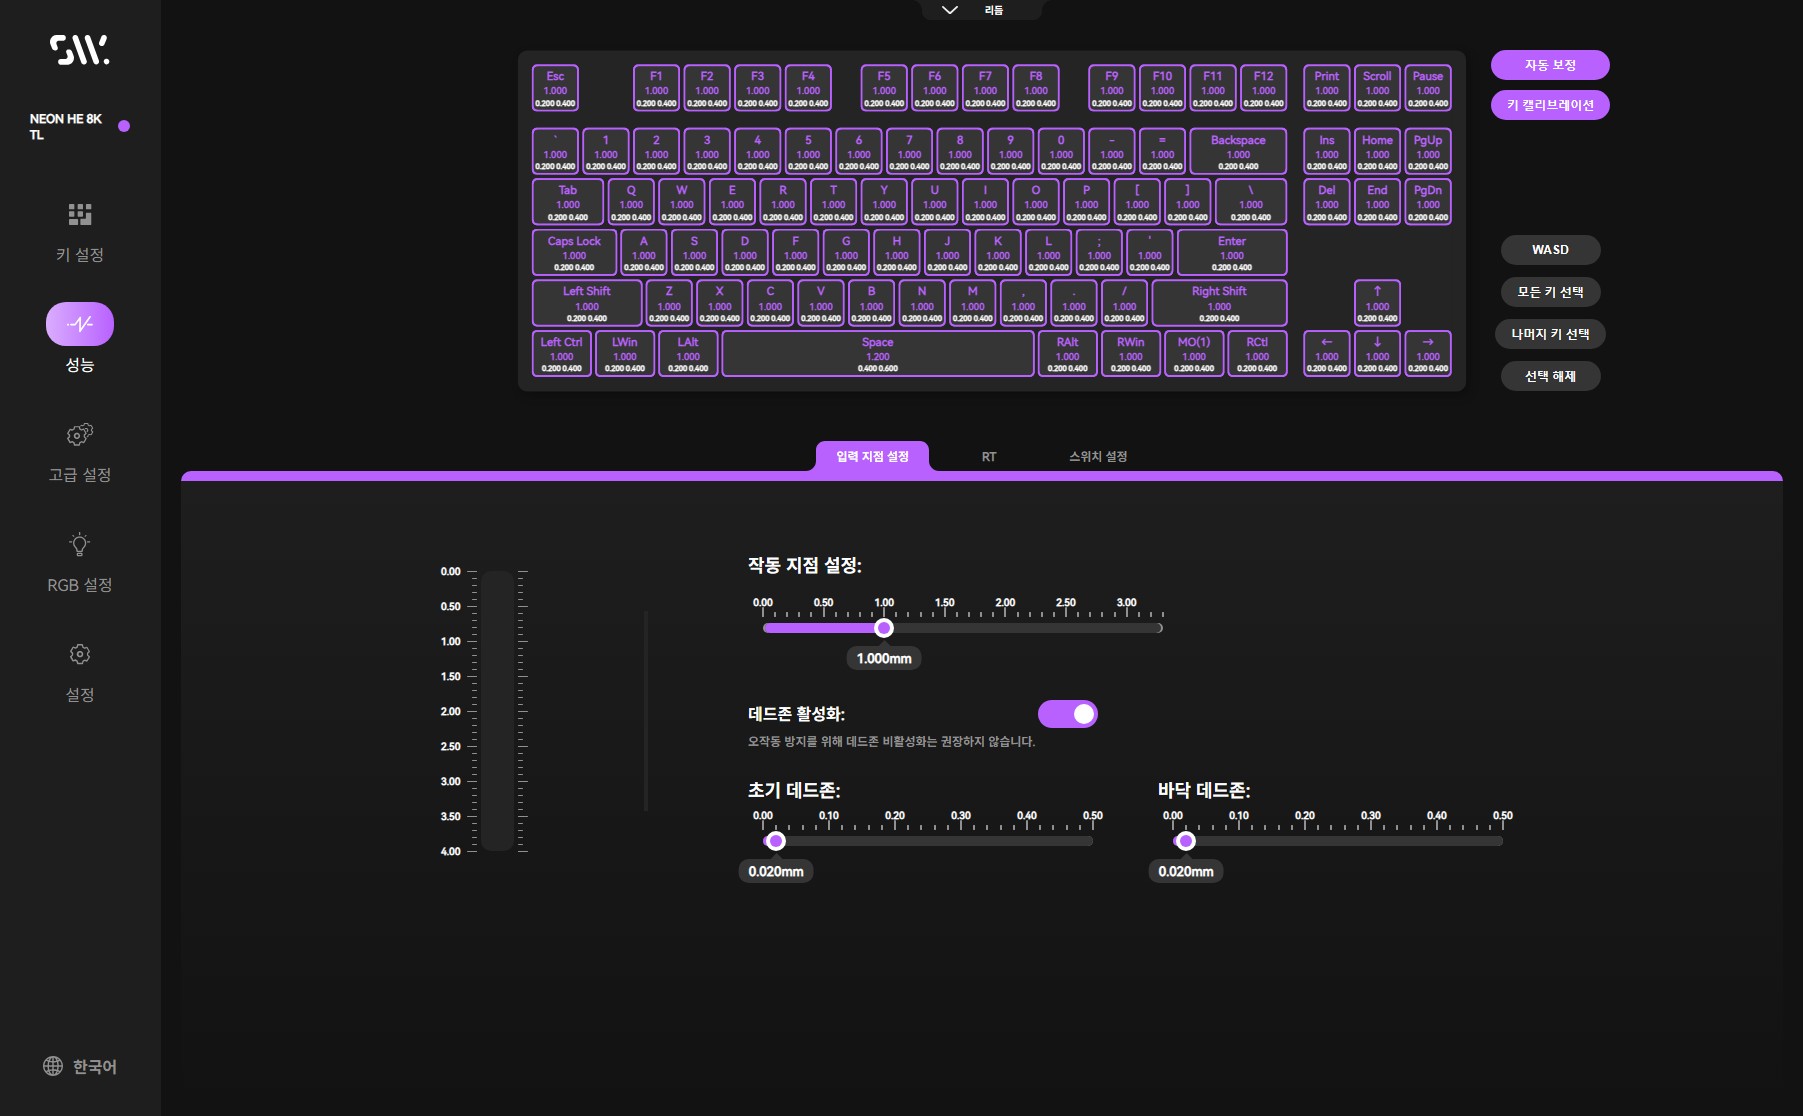 리듬
SW.
NEON HE 8K
TL
키 설정
성능
고급 설정
RGB 설정
설정
한국어
Esc F1 F2 F3 F4 F5 F6 F7 F8 F9 F10 F11 F12 Print Scroll Pause
1.000 1.000 1.000 1.000 1.000 1.000 1.000 1.000 1.000 1.000 1.000 1.000 1.000 1.000 1.000 1.000
0.200 0.400 0.200 0.400 0.200 0.400 0.200 0.400 0.200 0.400 0.200 0.400 0.200 0.400 0.200 0.400 0.200 0.400 0.200 0.400 0.200 0.400 0.200 0.400 0.200 0.400 0.200 0.400 0.200 0.400 0.200 0.400
` 1 2 3 4 5 6 7 8 9 0 - = Backspace Ins Home PgUp
1.000 1.000 1.000 1.000 1.000 1.000 1.000 1.000 1.000 1.000 1.000 1.000 1.000 1.000 1.000 1.000 1.000
0.200 0.400 0.200 0.400 0.200 0.400 0.200 0.400 0.200 0.400 0.200 0.400 0.200 0.400 0.200 0.400 0.200 0.400 0.200 0.400 0.200 0.400 0.200 0.400 0.200 0.400 0.200 0.400 0.200 0.400 0.200 0.400 0.200 0.400
Tab Q W E R T Y U I O P [ ] \ Del End PgDn
1.000 1.000 1.000 1.000 1.000 1.000 1.000 1.000 1.000 1.000 1.000 1.000 1.000 1.000 1.000 1.000 1.000
0.200 0.400 0.200 0.400 0.200 0.400 0.200 0.400 0.200 0.400 0.200 0.400 0.200 0.400 0.200 0.400 0.200 0.400 0.200 0.400 0.200 0.400 0.200 0.400 0.200 0.400 0.200 0.400 0.200 0.400 0.200 0.400 0.200 0.400
Caps Lock A S D F G H J K L ; ' Enter
1.000 1.000 1.000 1.000 1.000 1.000 1.000 1.000 1.000 1.000 1.000 1.000 1.000
0.200 0.400 0.200 0.400 0.200 0.400 0.200 0.400 0.200 0.400 0.200 0.400 0.200 0.400 0.200 0.400 0.200 0.400 0.200 0.400 0.200 0.400 0.200 0.400 0.200 0.400
Left Shift Z X C V B N M , . / Right Shift ↑
1.000 1.000 1.000 1.000 1.000 1.000 1.000 1.000 1.000 1.000 1.000 1.000 1.000
0.200 0.400 0.200 0.400 0.200 0.400 0.200 0.400 0.200 0.400 0.200 0.400 0.200 0.400 0.200 0.400 0.200 0.400 0.200 0.400 0.200 0.400 0.200 0.400 0.200 0.400
Left Ctrl LWin LAlt Space RAlt RWin MO(1) RCtl ← ↓ →
1.000 1.000 1.000 1.200 1.000 1.000 1.000 1.000 1.000 1.000 1.000
0.200 0.400 0.200 0.400 0.200 0.400 0.400 0.600 0.200 0.400 0.200 0.400 0.200 0.400 0.200 0.400 0.200 0.400 0.200 0.400 0.200 0.400
자동 보정
키 캘리브레이션
WASD
모든 키 선택
나머지 키 선택
선택 해제
입력 지점 설정 RT 스위치 설정
0.00
0.50
1.00
1.50
2.00
2.50
3.00
3.50
4.00
작동 지점 설정:
0.00 0.50 1.00 1.50 2.00 2.50 3.00
1.000mm
데드존 활성화:
오작동 방지를 위해 데드존 비활성화는 권장하지 않습니다.
초기 데드존:
0.00 0.10 0.20 0.30 0.40 0.50
0.020mm
바닥 데드존:
0.00 0.10 0.20 0.30 0.40 0.50
0.020mm